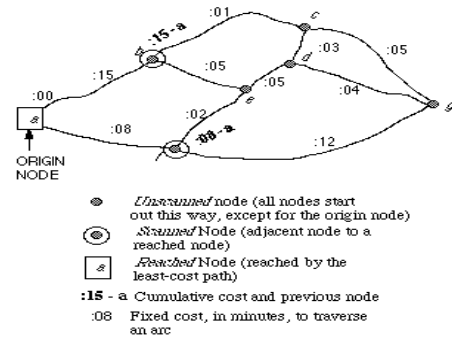 :01
c
:15 - a
:03
:05
d
:15
:05
:05
:04
:00
e
g
a
:02
:08
:08 - a
:12
ORIGIN
NODE
Unscanned node (all nodes start
out this way, except for the origin node)
Scanned Node (adjacent node to a
reached node)
a
Reached Node (reached by the
least-cost path)
:15 - a Cumulative cost and previous node
:08 Fixed cost, in minutes, to traverse
an arc